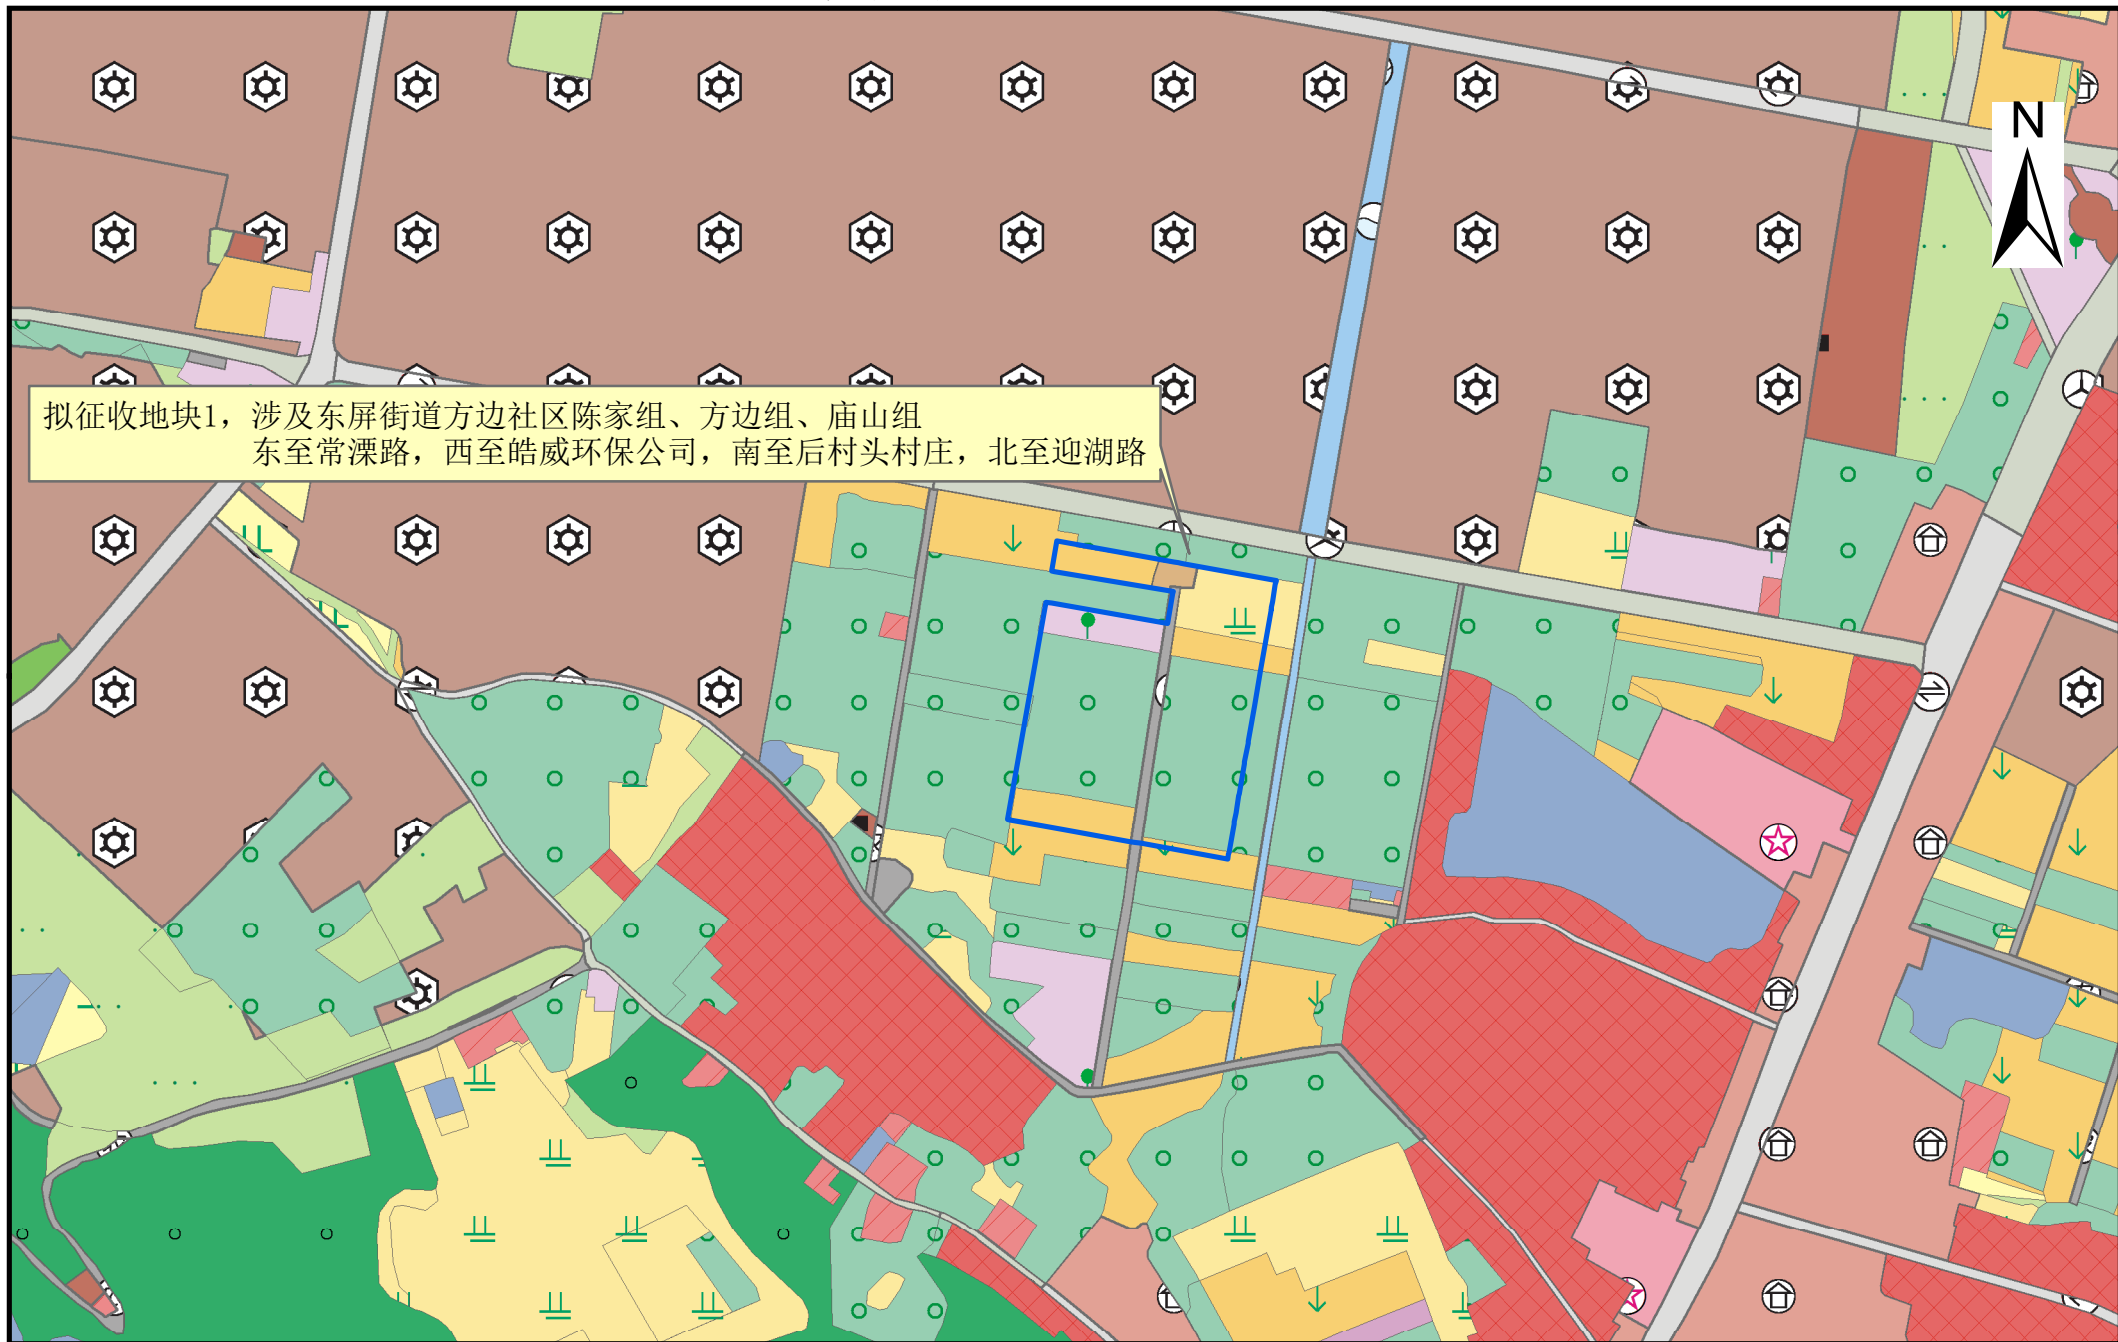 N
拟征收地块1，涉及东屏街道方边社区陈家组、方边组、庙山组
东至常溧路，西至皓威环保公司，南至后村头村庄，北至迎湖路